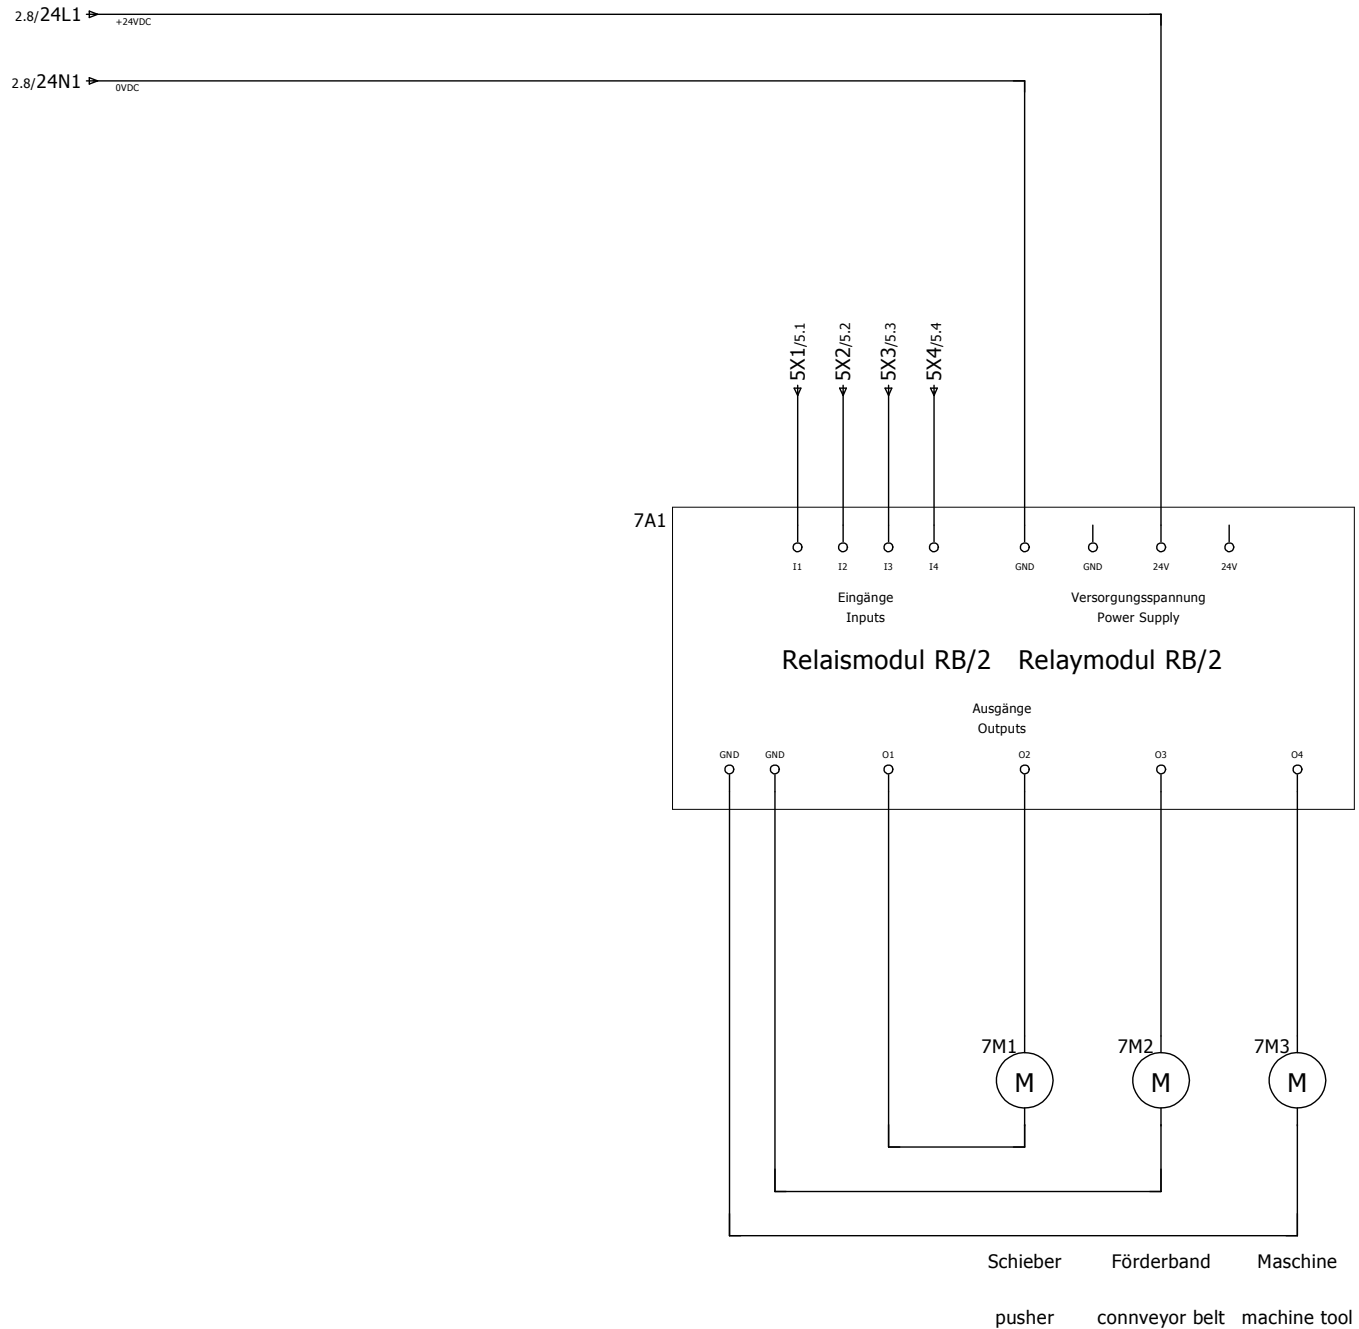 2.8/24L1
+24VDC
2.8/24N1
0VDC
5X1/5.1
5X2/5.2
5X3/5.3
5X4/5.4
7A1
I1 I2 I3 I4 GND GND 24V 24V
Eingänge Versorgungsspannung
Inputs Power Supply
Relaismodul RB/2 Relaymodul RB/2
Ausgänge
Outputs
GND GND O1 O2 O3 O4
7M1 7M2 7M3
M M M
Schieber Förderband Maschine
pusher connveyor belt machine tool